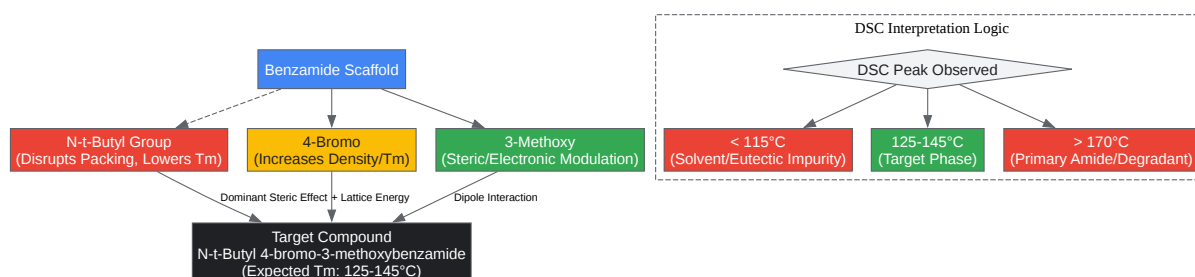 Benzamide Scaffold
N-t-Butyl Group
(Disrupts Packing, Lowers Tm)
4-Bromo
(Increases Density/Tm)
3-Methoxy
(Steric/Electronic Modulation)
Dominant Steric Effect
+ Lattice Energy
Dipole Interaction
Target Compound
N-t-Butyl 4-bromo-3-methoxybenzamide
(Expected Tm: 125-145°C)
DSC Interpretation Logic
DSC Peak Observed
< 115°C
(Solvent/Eutectic Impurity)
125-145°C
(Target Phase)
> 170°C
(Primary Amide/Degradant)